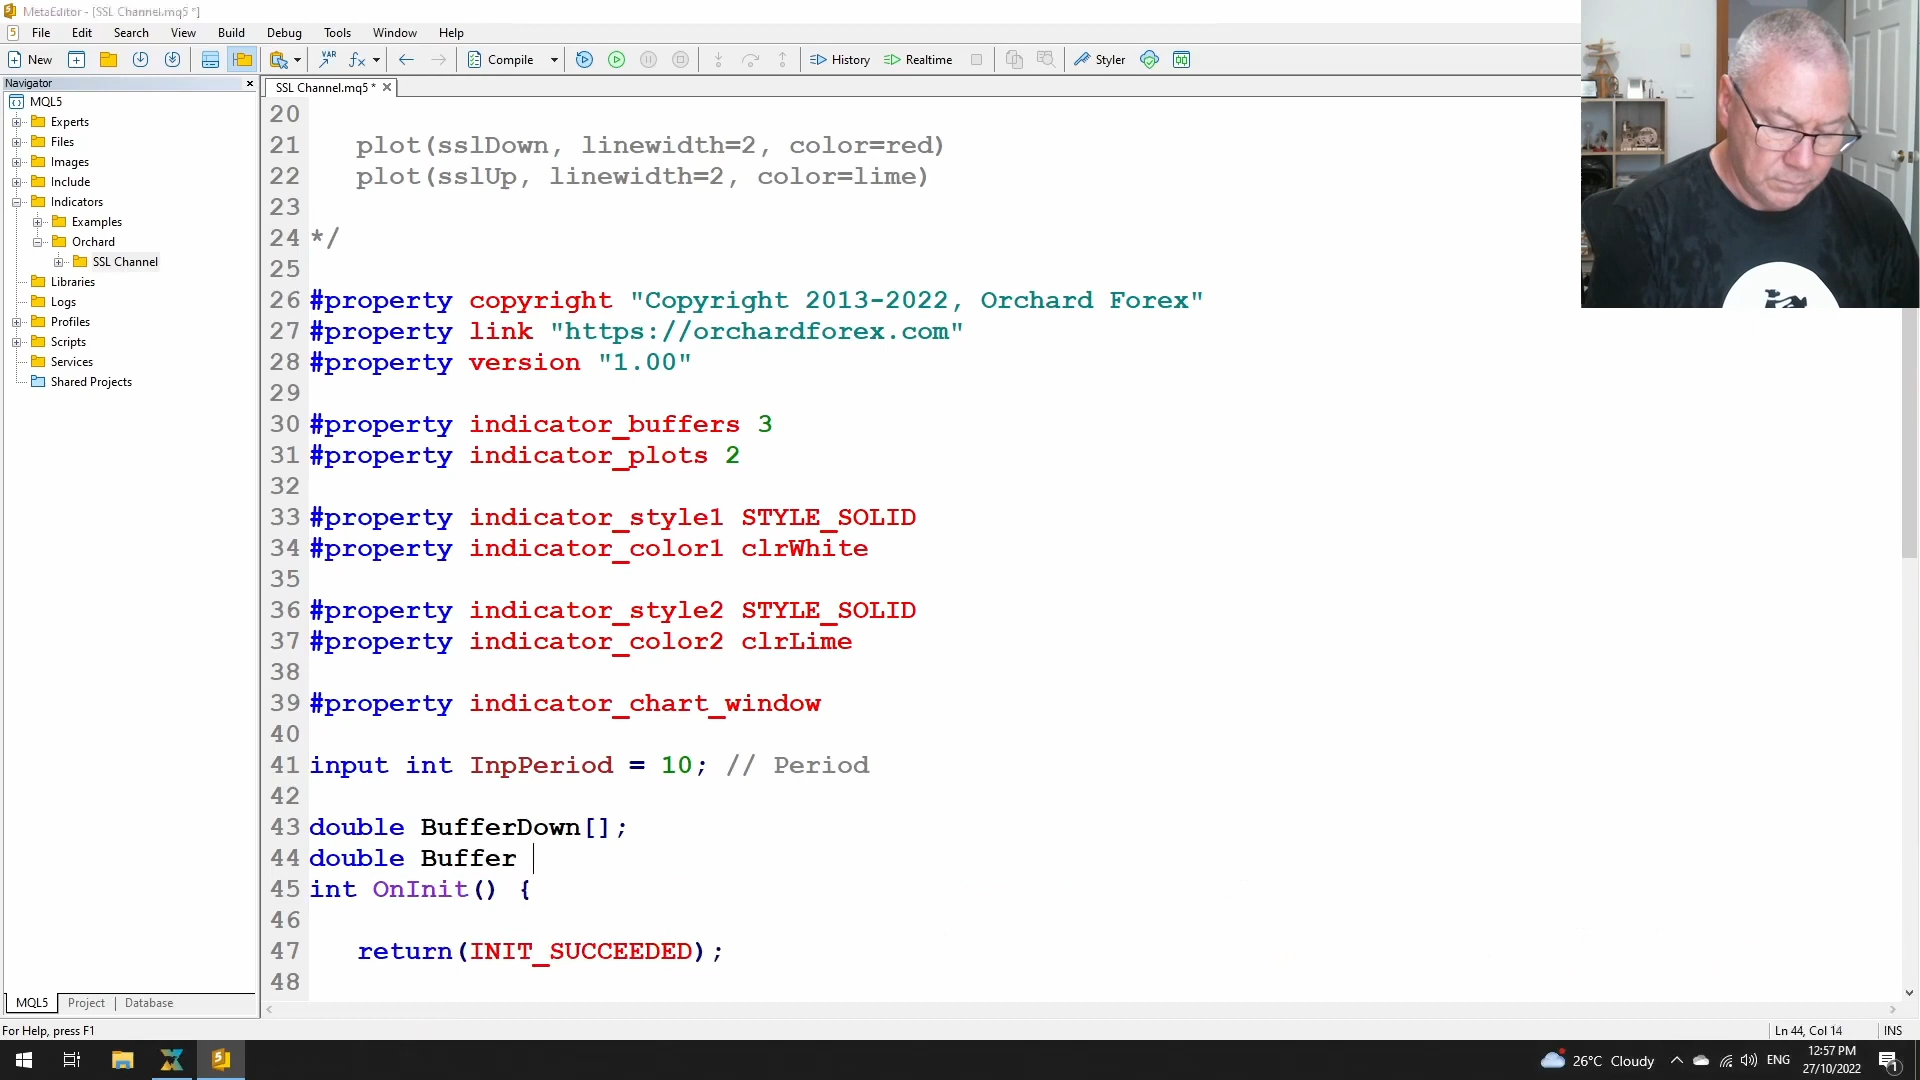 MetaEditor - [SSL Channel.mq5 *]
File Edit Search View Build Debug Tools Window Help
New Compile History Realtime Styler
Navigator
MQL5
Experts
Files
Images
Include
Indicators
Examples
Orchard
SSL Channel
Libraries
Logs
Profiles
Scripts
Services
Shared Projects
MQL5 Project Database
SSL Channel.mq5 *
20
21 plot(sslDown, linewidth=2, color=red)
22 plot(sslUp, linewidth=2, color=lime)
23
24 */
25
26 #property copyright "Copyright 2013-2022, Orchard Forex"
27 #property link "https://orchardforex.com"
28 #property version "1.00"
29
30 #property indicator_buffers 3
31 #property indicator_plots 2
32
33 #property indicator_style1 STYLE_SOLID
34 #property indicator_color1 clrWhite
35
36 #property indicator_style2 STYLE_SOLID
37 #property indicator_color2 clrLime
38
39 #property indicator_chart_window
40
41 input int InpPeriod = 10; // Period
42
43 double BufferDown[];
44 double Buffer
45 int OnInit() {
46
47 return(INIT_SUCCEEDED);
48
For Help, press F1
Ln 44, Col 14 INS
26°C Cloudy ENG 12:57 PM
27/10/2022